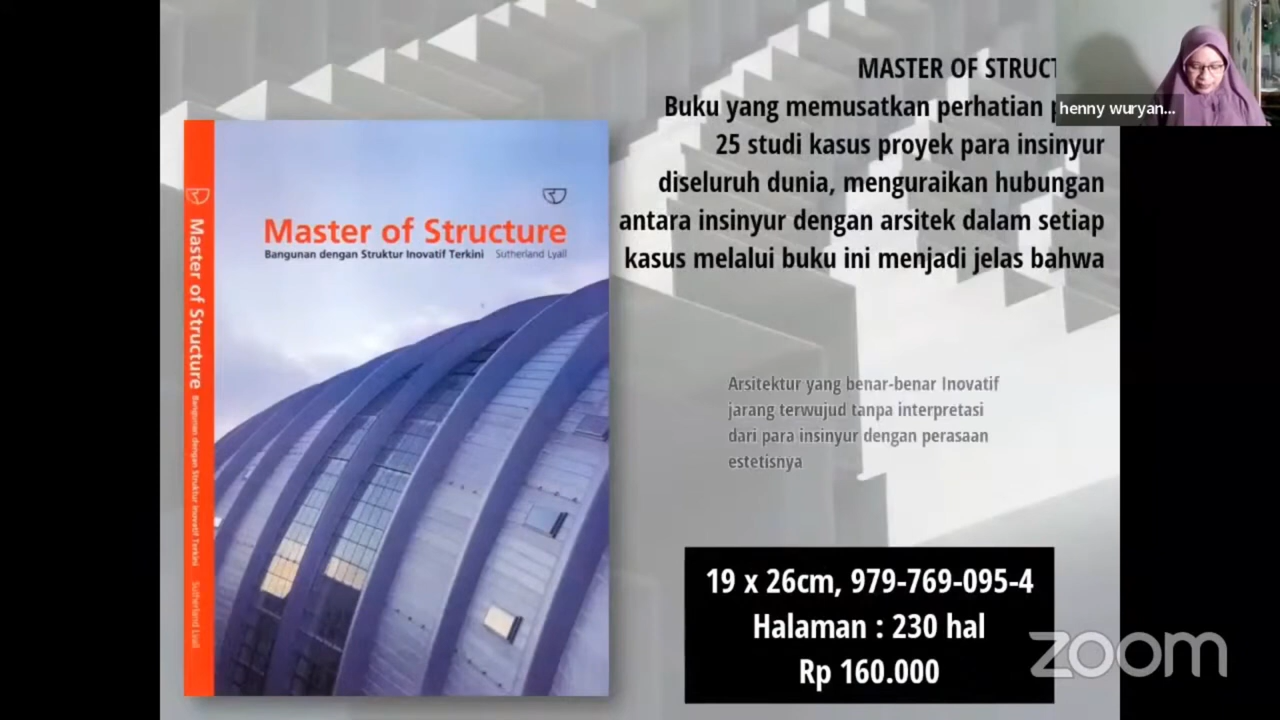 MASTER OF STRUCT
Buku yang memusatkan perhatian
25 studi kasus proyek para insinyur
diseluruh dunia, menguraikan hubungan
antara insinyur dengan arsitek dalam setiap
kasus melalui buku ini menjadi jelas bahwa
henny wuryan...
Master of Structure
Bangunan dengan Struktur Inovatif Terkini Sutherland Lyall
Master of Structure Bangunan dengan Struktur Inovatif Terkini Sutherland Lyall
Arsitektur yang benar-benar Inovatif
jarang terwujud tanpa interpretasi
dari para insinyur dengan perasaan
estetisnya
19 x 26cm, 979-769-095-4
Halaman : 230 hal
Rp 160.000
zoom